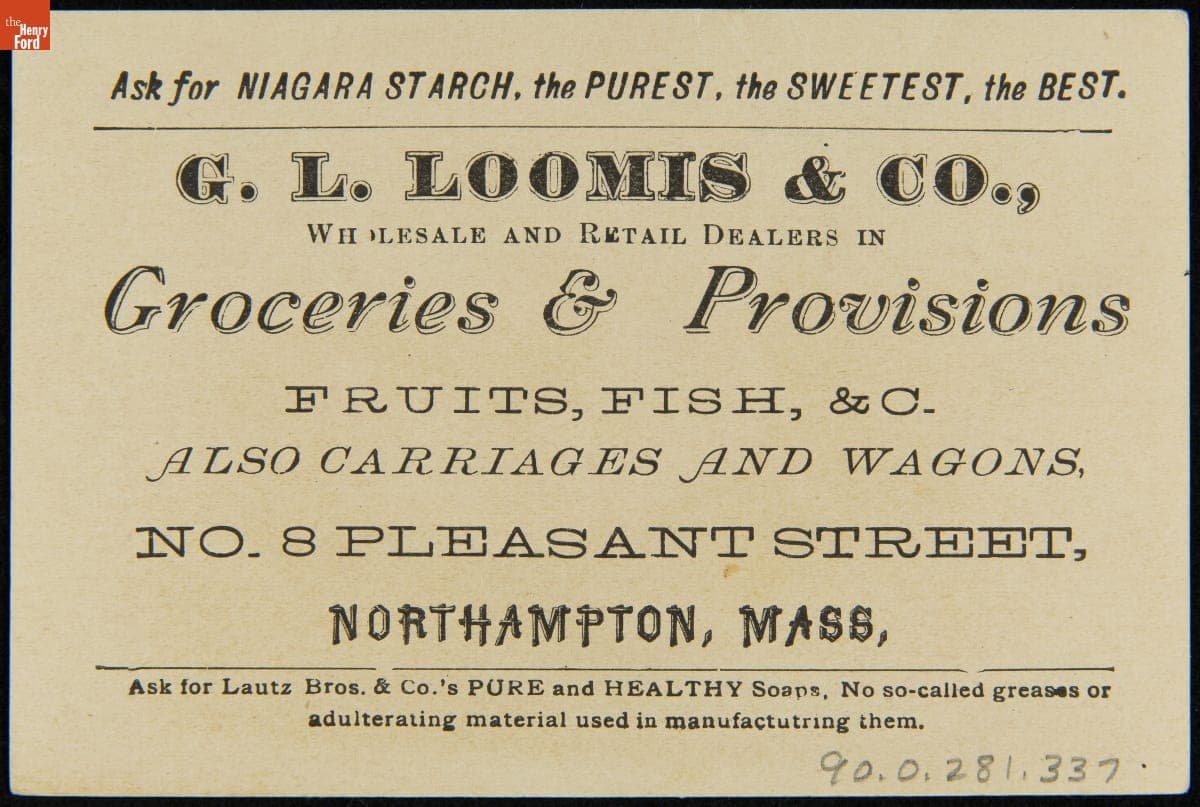 the
Henry
Ford
Ask for NIAGARA STARCH, the PUREST, the SWEETEST, the BEST.
G. L. LOOMIS & CO.,
WHOLESALE AND RETAIL DEALERS IN
Groceries & Provisions
FRUITS, FISH, &C.
ALSO CARRIAGES AND WAGONS,
NO. 8 PLEASANT STREET,
NORTHAMPTON, MASS,
Ask for Lautz Bros. & Co.'s PURE and HEALTHY Soaps, No so-called greases or
adulterating material used in manufactutring them.
90.0.281.337